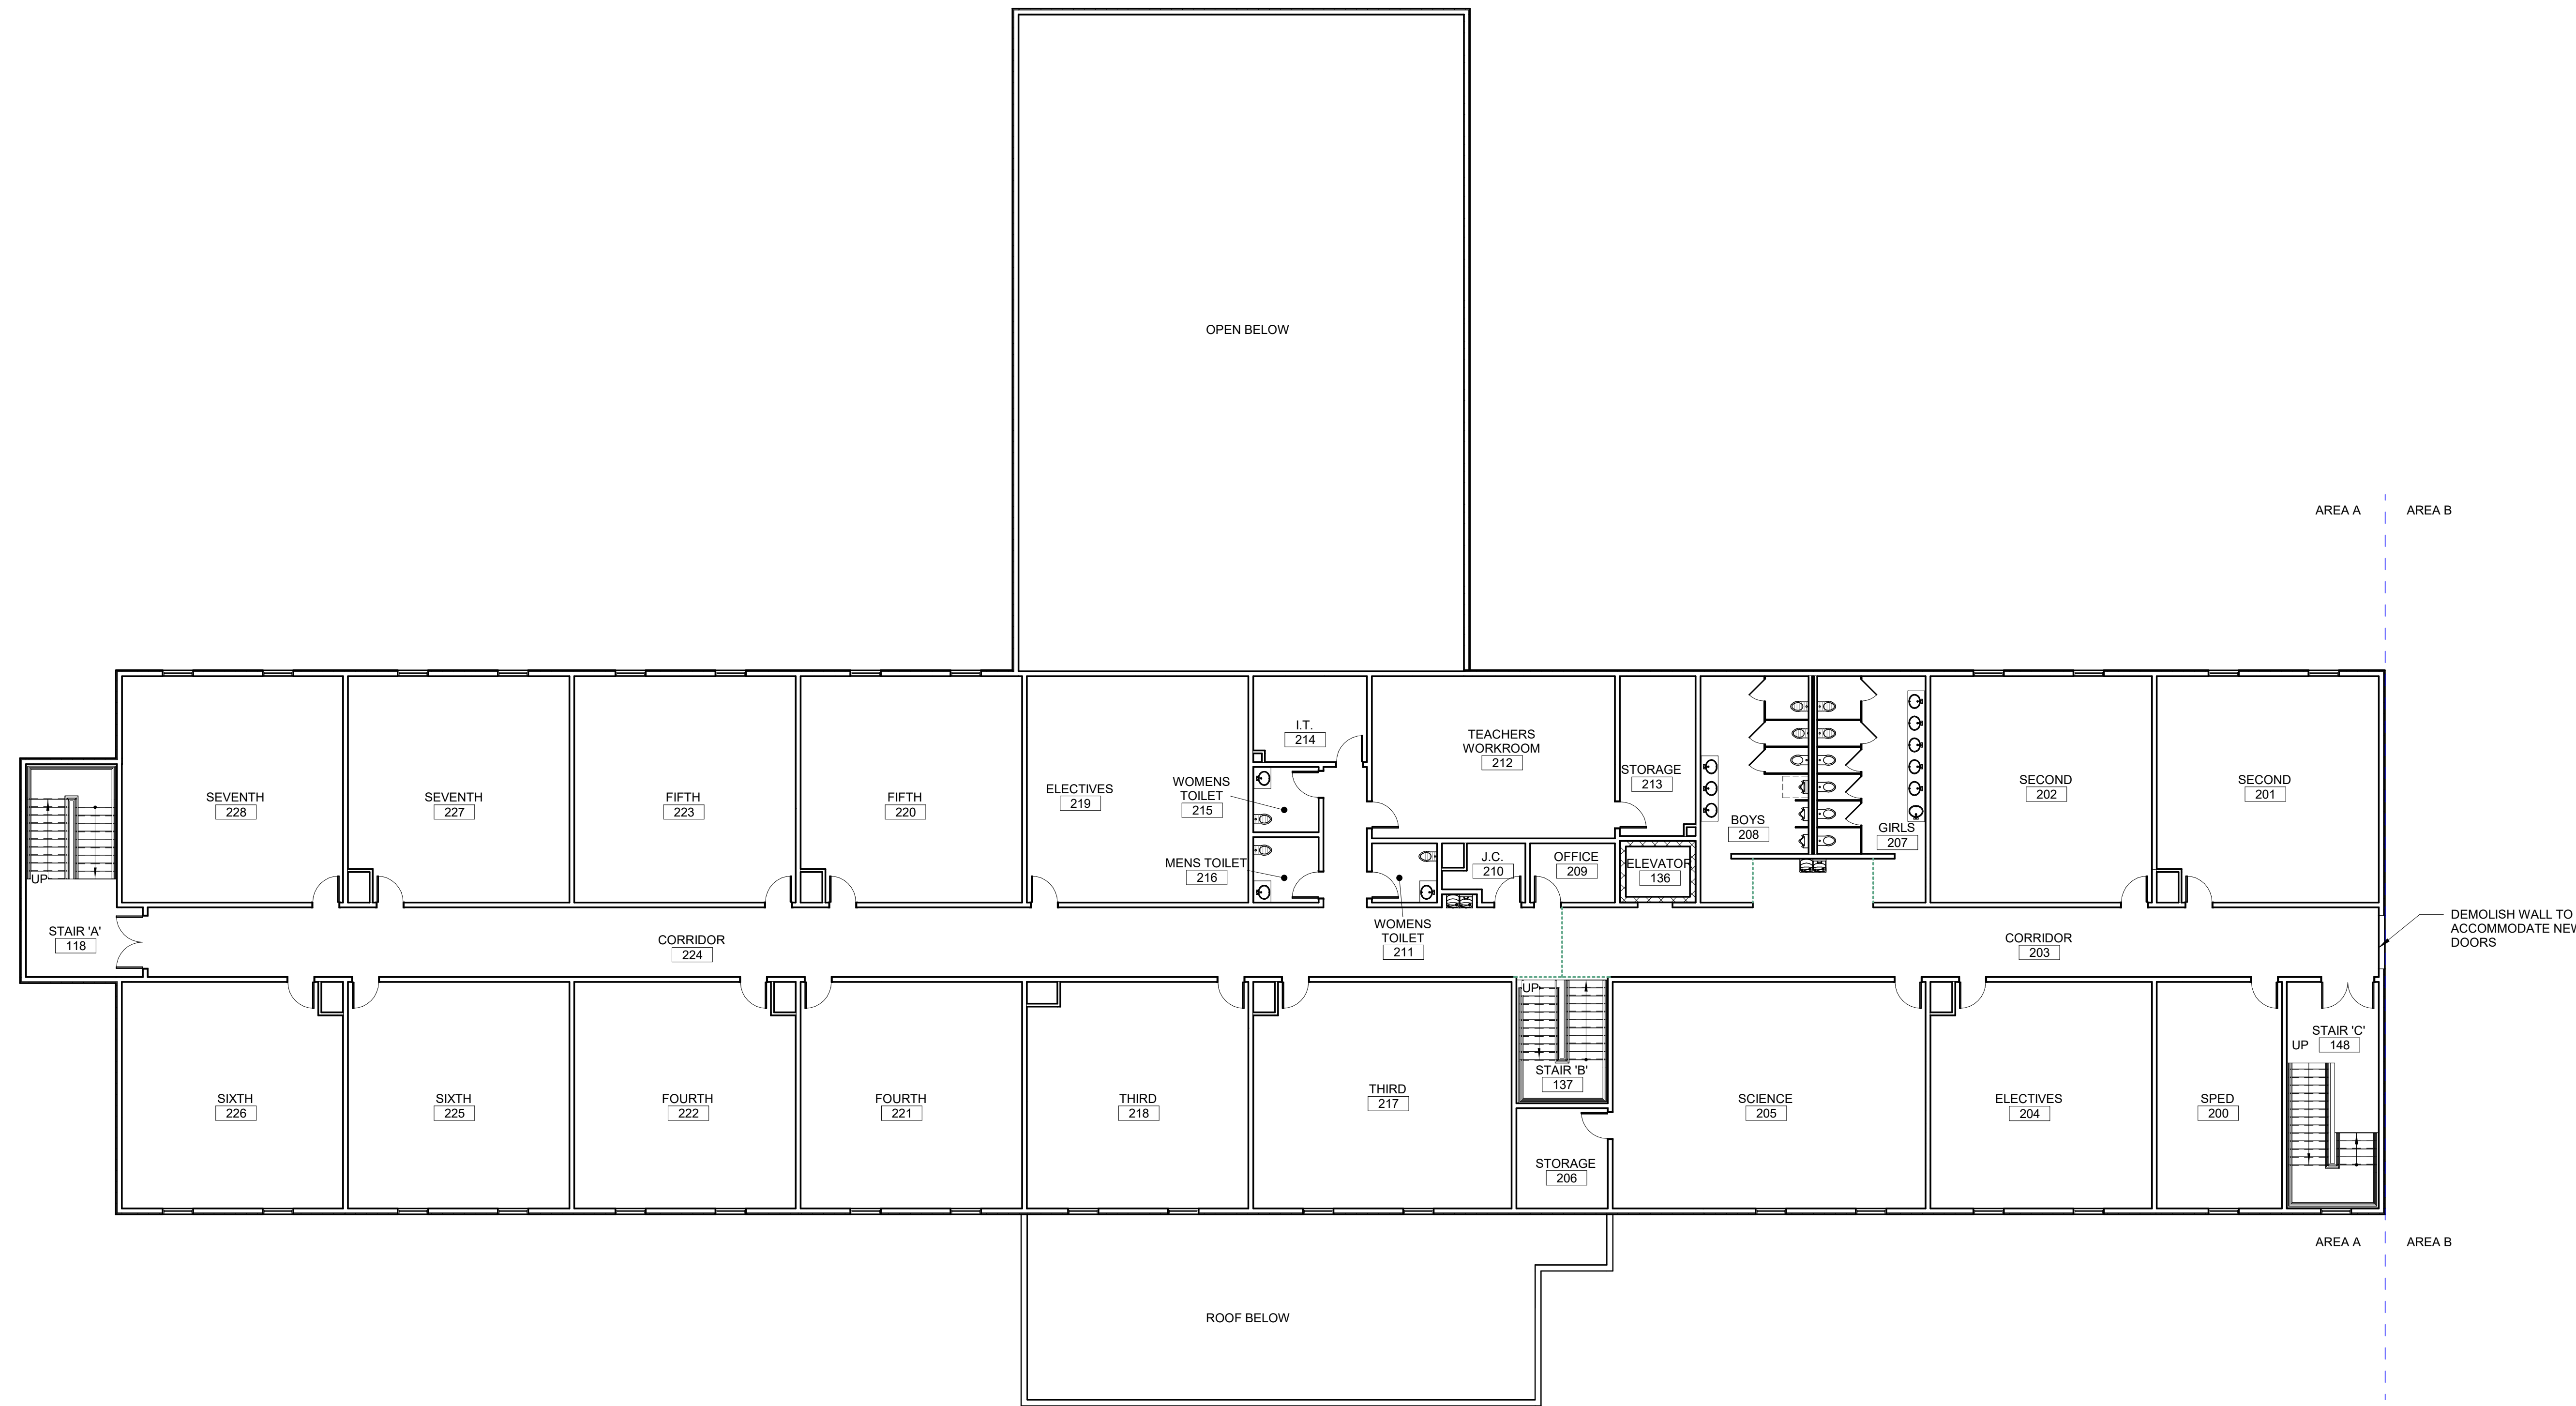 OPEN BELOW
AREA A
AREA B
I.T.
214
TEACHERS
WORKROOM
212
STORAGE
213
SECOND
202
SECOND
201
SEVENTH
228
SEVENTH
227
FIFTH
223
FIFTH
220
ELECTIVES
219
WOMENS
TOILET
215
BOYS
208
GIRLS
207
MENS TOILET
216
J.C.
210
OFFICE
209
ELEVATOR
136
UP
STAIR 'A'
118
CORRIDOR
224
WOMENS
TOILET
211
CORRIDOR
203
DEMOLISH WALL TO
ACCOMMODATE NEW
DOORS
UP
STAIR 'B'
137
STAIR 'C'
148
UP
SIXTH
226
SIXTH
225
FOURTH
222
FOURTH
221
THIRD
218
THIRD
217
SCIENCE
205
ELECTIVES
204
SPED
200
STORAGE
206
AREA A
AREA B
ROOF BELOW